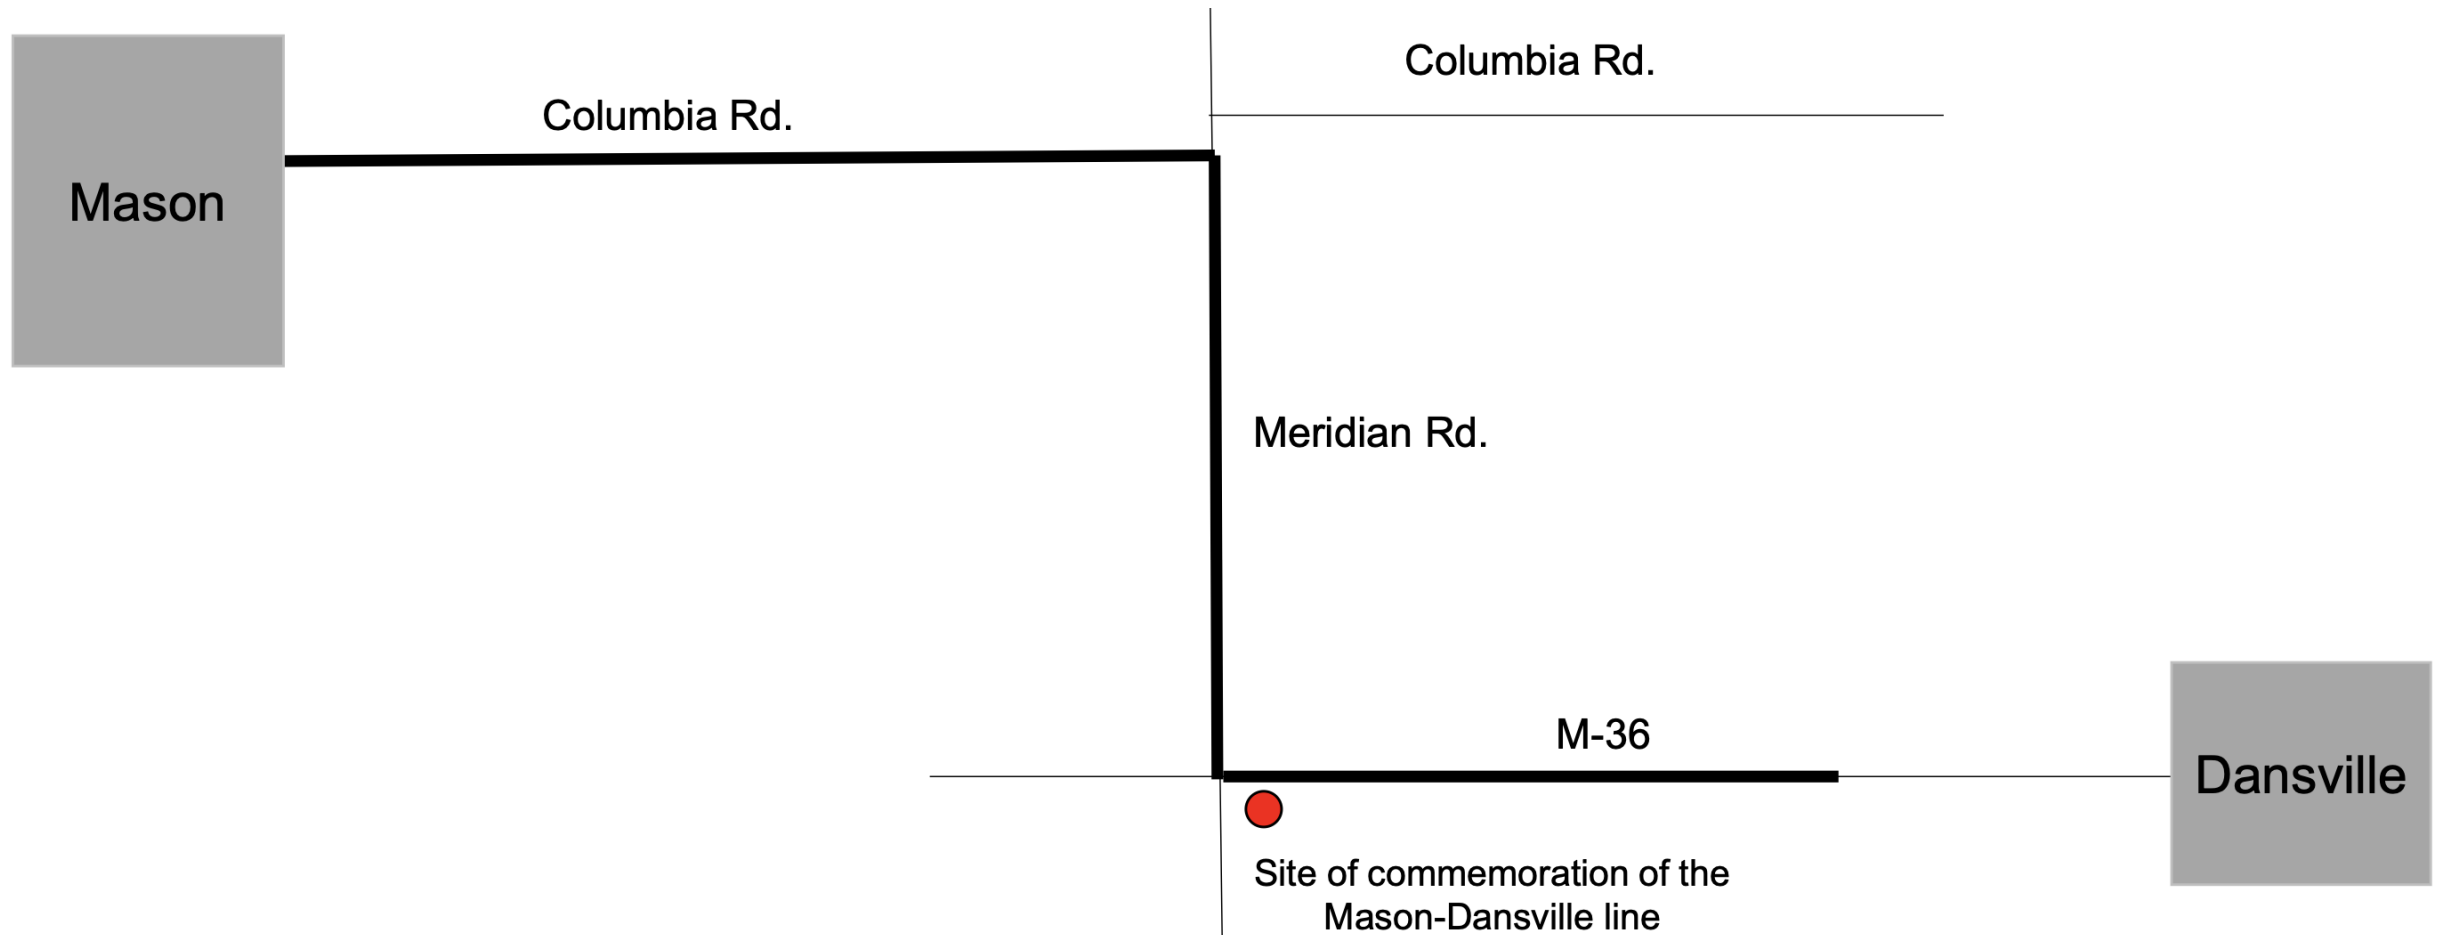 Columbia Rd.
Columbia Rd.
Mason
Meridian Rd.
M-36
Dansville
Site of commemoration of the
Mason-Dansville line